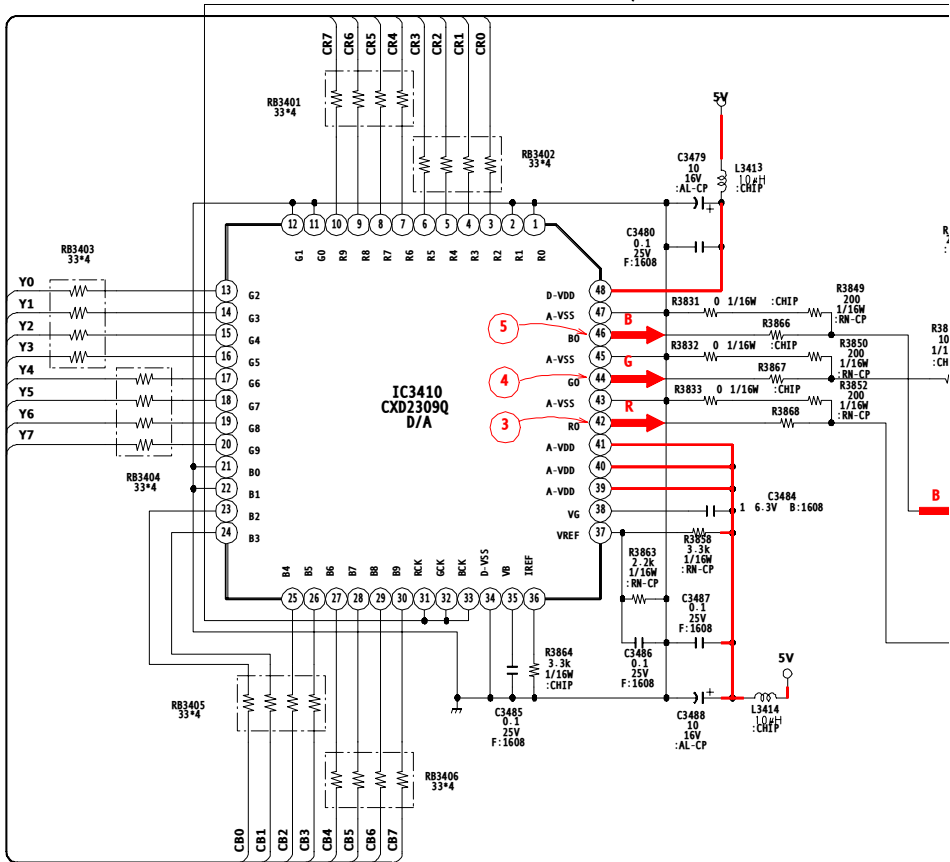 CR7 CR6 CR5 CR4 CR3 CR2 CR1 CR0
RB3401
33*4
RB3402
33*4
5V
C3479
10
16V
:AL-CP
+
L3413
10µH
:CHIP
C3480
0.1
25V
F:1608
12 11 10 9 8 7 6 5 4 3 2 1
G1 G0 R9 R8 R7 R6 R5 R4 R3 R2 R1 R0
RB3403
33*4
Y0
Y1
Y2
Y3
Y4
Y5
Y6
Y7
RB3404
33*4
13 G2
14 G3
15 G4
16 G5
17 G6
18 G7
19 G8
20 G9
21 B0
22 B1
23 B2
24 B3
IC3410
CXD2309Q
D/A
D-VDD 48
A-VSS 47
BO 46
A-VSS 45
GO 44
A-VSS 43
RO 42
A-VDD 41
A-VDD 40
A-VDD 39
VG 38
VREF 37
5
4
3
B
G
R
R3831 0 1/16W :CHIP
R3866
R3849
200
1/16W
:RN-CP
R3832 0 1/16W :CHIP
R3867
R3850
200
1/16W
:RN-CP
R3833 0 1/16W :CHIP
R3868
R3852
200
1/16W
:RN-CP
B
C3484
1 6.3V B:1608
R3858
3.3k
1/16W
:RN-CP
R3863
2.2k
1/16W
:RN-CP
C3487
0.1
25V
F:1608
C3486
0.1
25V
F:1608
B4 B5 B6 B7 B8 B9 RCK GCK BCK D-VSS VB IREF
25 26 27 28 29 30 31 32 33 34 35 36
R3864
3.3k
1/16W
:CHIP
C3485
0.1
25V
F:1608
C3488
10
16V
:AL-CP
+
5V
L3414
10µH
:CHIP
RB3405
33*4
RB3406
33*4
CB0 CB1 CB2 CB3 CB4 CB5 CB6 CB7